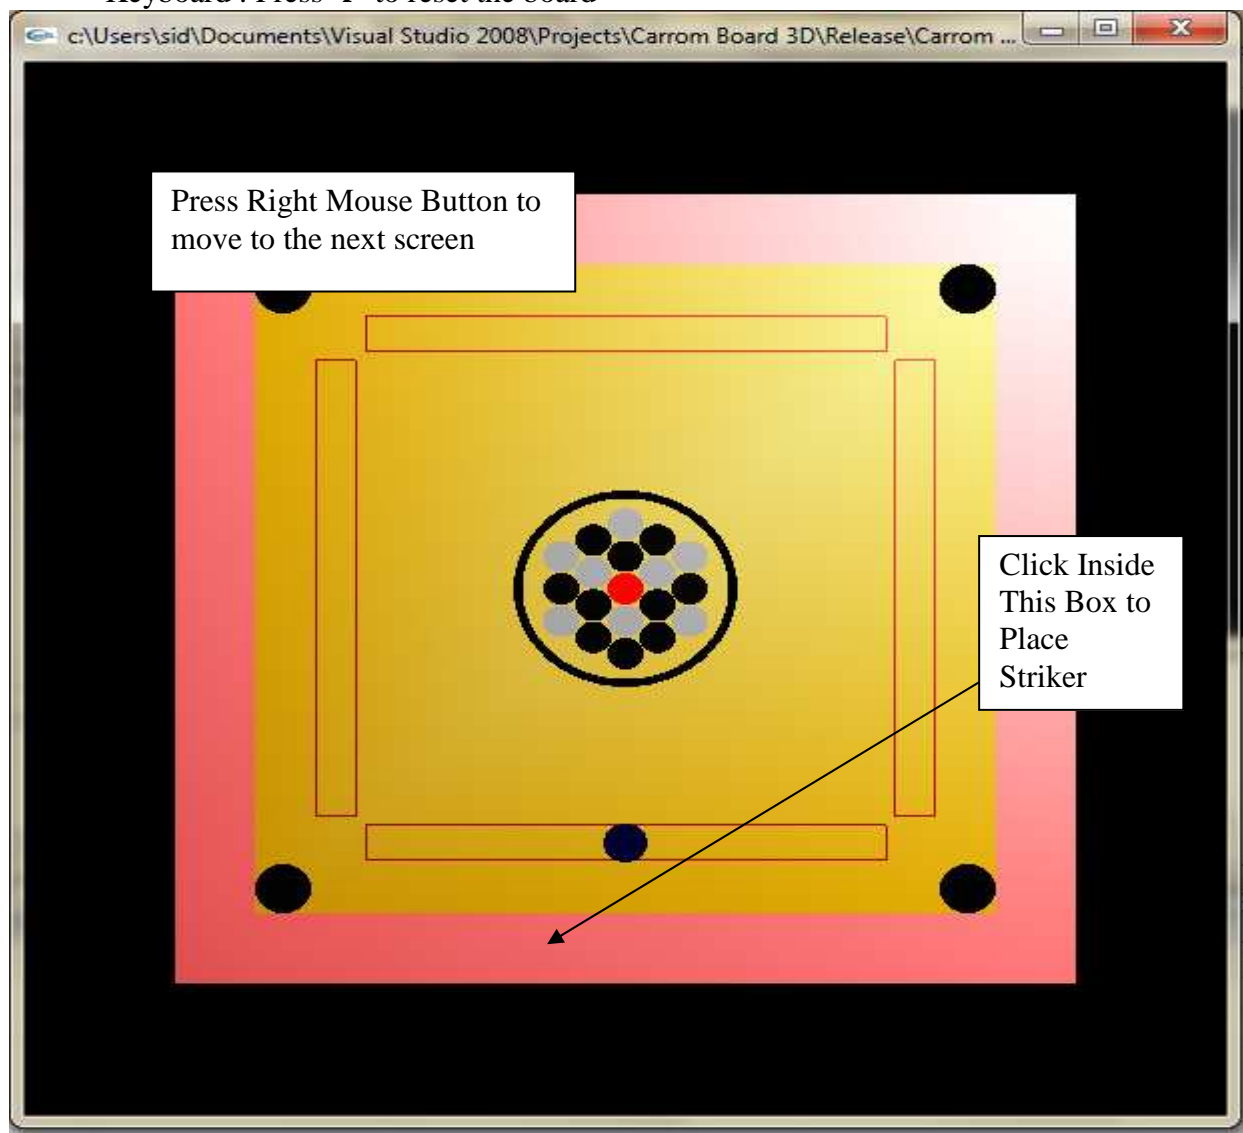 Keyboard : Press to reset the board
c:\Users\sid\Documents\Visual Studio 2008\Projects\Carrom Board 3D\Release\Carrom ...
Press Right Mouse Button to
move to the next screen
Click Inside
This Box to
Place
Striker